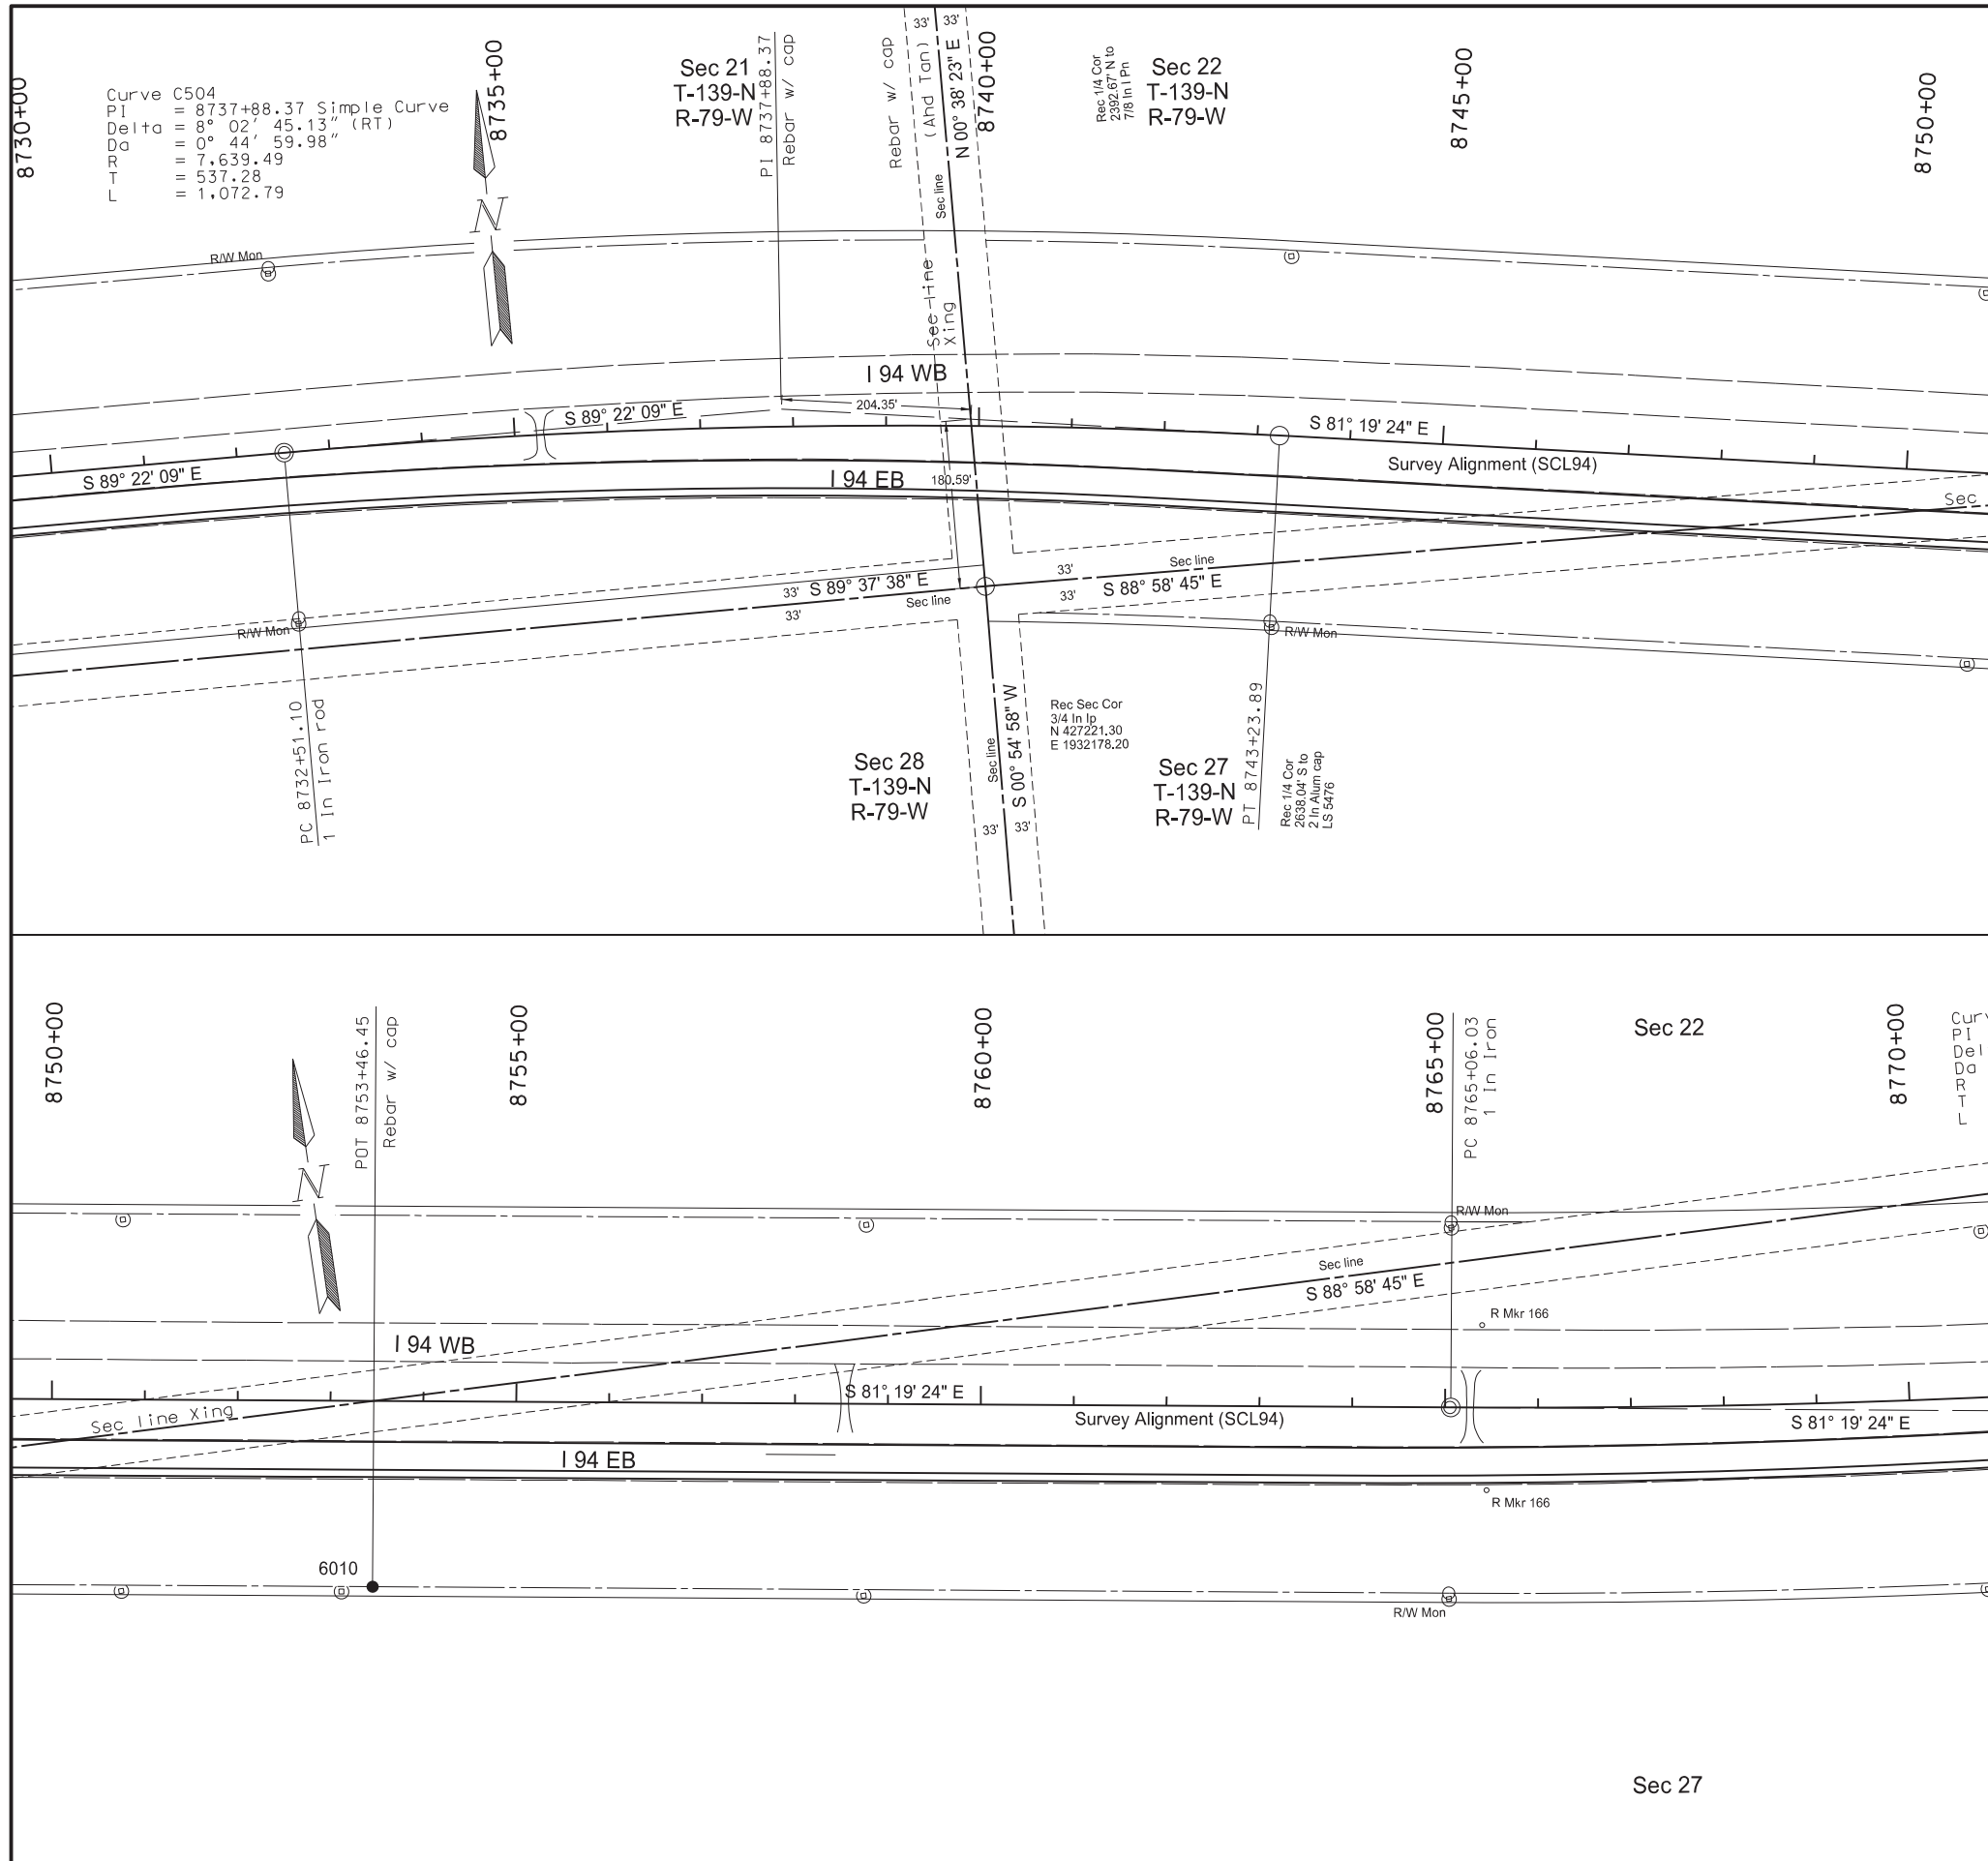 8730+00
Curve C504
PI = 8737+88.37 Simple Curve
Delta = 8° 02' 45.13" (RT)
Da = 0° 44' 59.98"
R = 7,639.49
T = 537.28
L = 1,072.79
8735+00
N
Sec 21
T-139-N
R-79-W
PI 8737+88.37
Rebar w/ cap
Rebar w/ cap
(Ahd Tan)
33'
33'
N 00° 38' 23" E
8740+00
Rec 1/4 Cor
2392.67' N to
7/8 In I Pn
Sec 22
T-139-N
R-79-W
8745+00
8750+00
R/W Mon
Sec line
Sec line
Xing
I 94 WB
204.35'
S 89° 22' 09" E
S 89° 22' 09" E
S 81° 19' 24" E
Survey Alignment (SCL94)
I 94 EB
180.59'
Sec
Sec line
33'
33'
S 88° 58' 45" E
33'
S 89° 37' 38" E
33'
Sec line
R/W Mon
R/W Mon
PC 8732+51.10
1 In Iron rod
Sec 28
T-139-N
R-79-W
Sec line
S 00° 54' 58" W
33'
33'
Rec Sec Cor
3/4 In Ip
N 427221.30
E 1932178.20
Sec 27
T-139-N
R-79-W
PT 8743+23.89
Rec 1/4 Cor
2638.04' S to
2 In Alum cap
LS 5476
8750+00
N
POT 8753+46.45
Rebar w/ cap
8755+00
8760+00
8765+00
PC 8765+06.03
1 In Iron
Sec 22
8770+00
Curv
PI
Del
Da
R
T
L
R/W Mon
Sec line
S 88° 58' 45" E
R Mkr 166
I 94 WB
S 81° 19' 24" E
Sec line Xing
Survey Alignment (SCL94)
S 81° 19' 24" E
I 94 EB
R Mkr 166
6010
R/W Mon
Sec 27